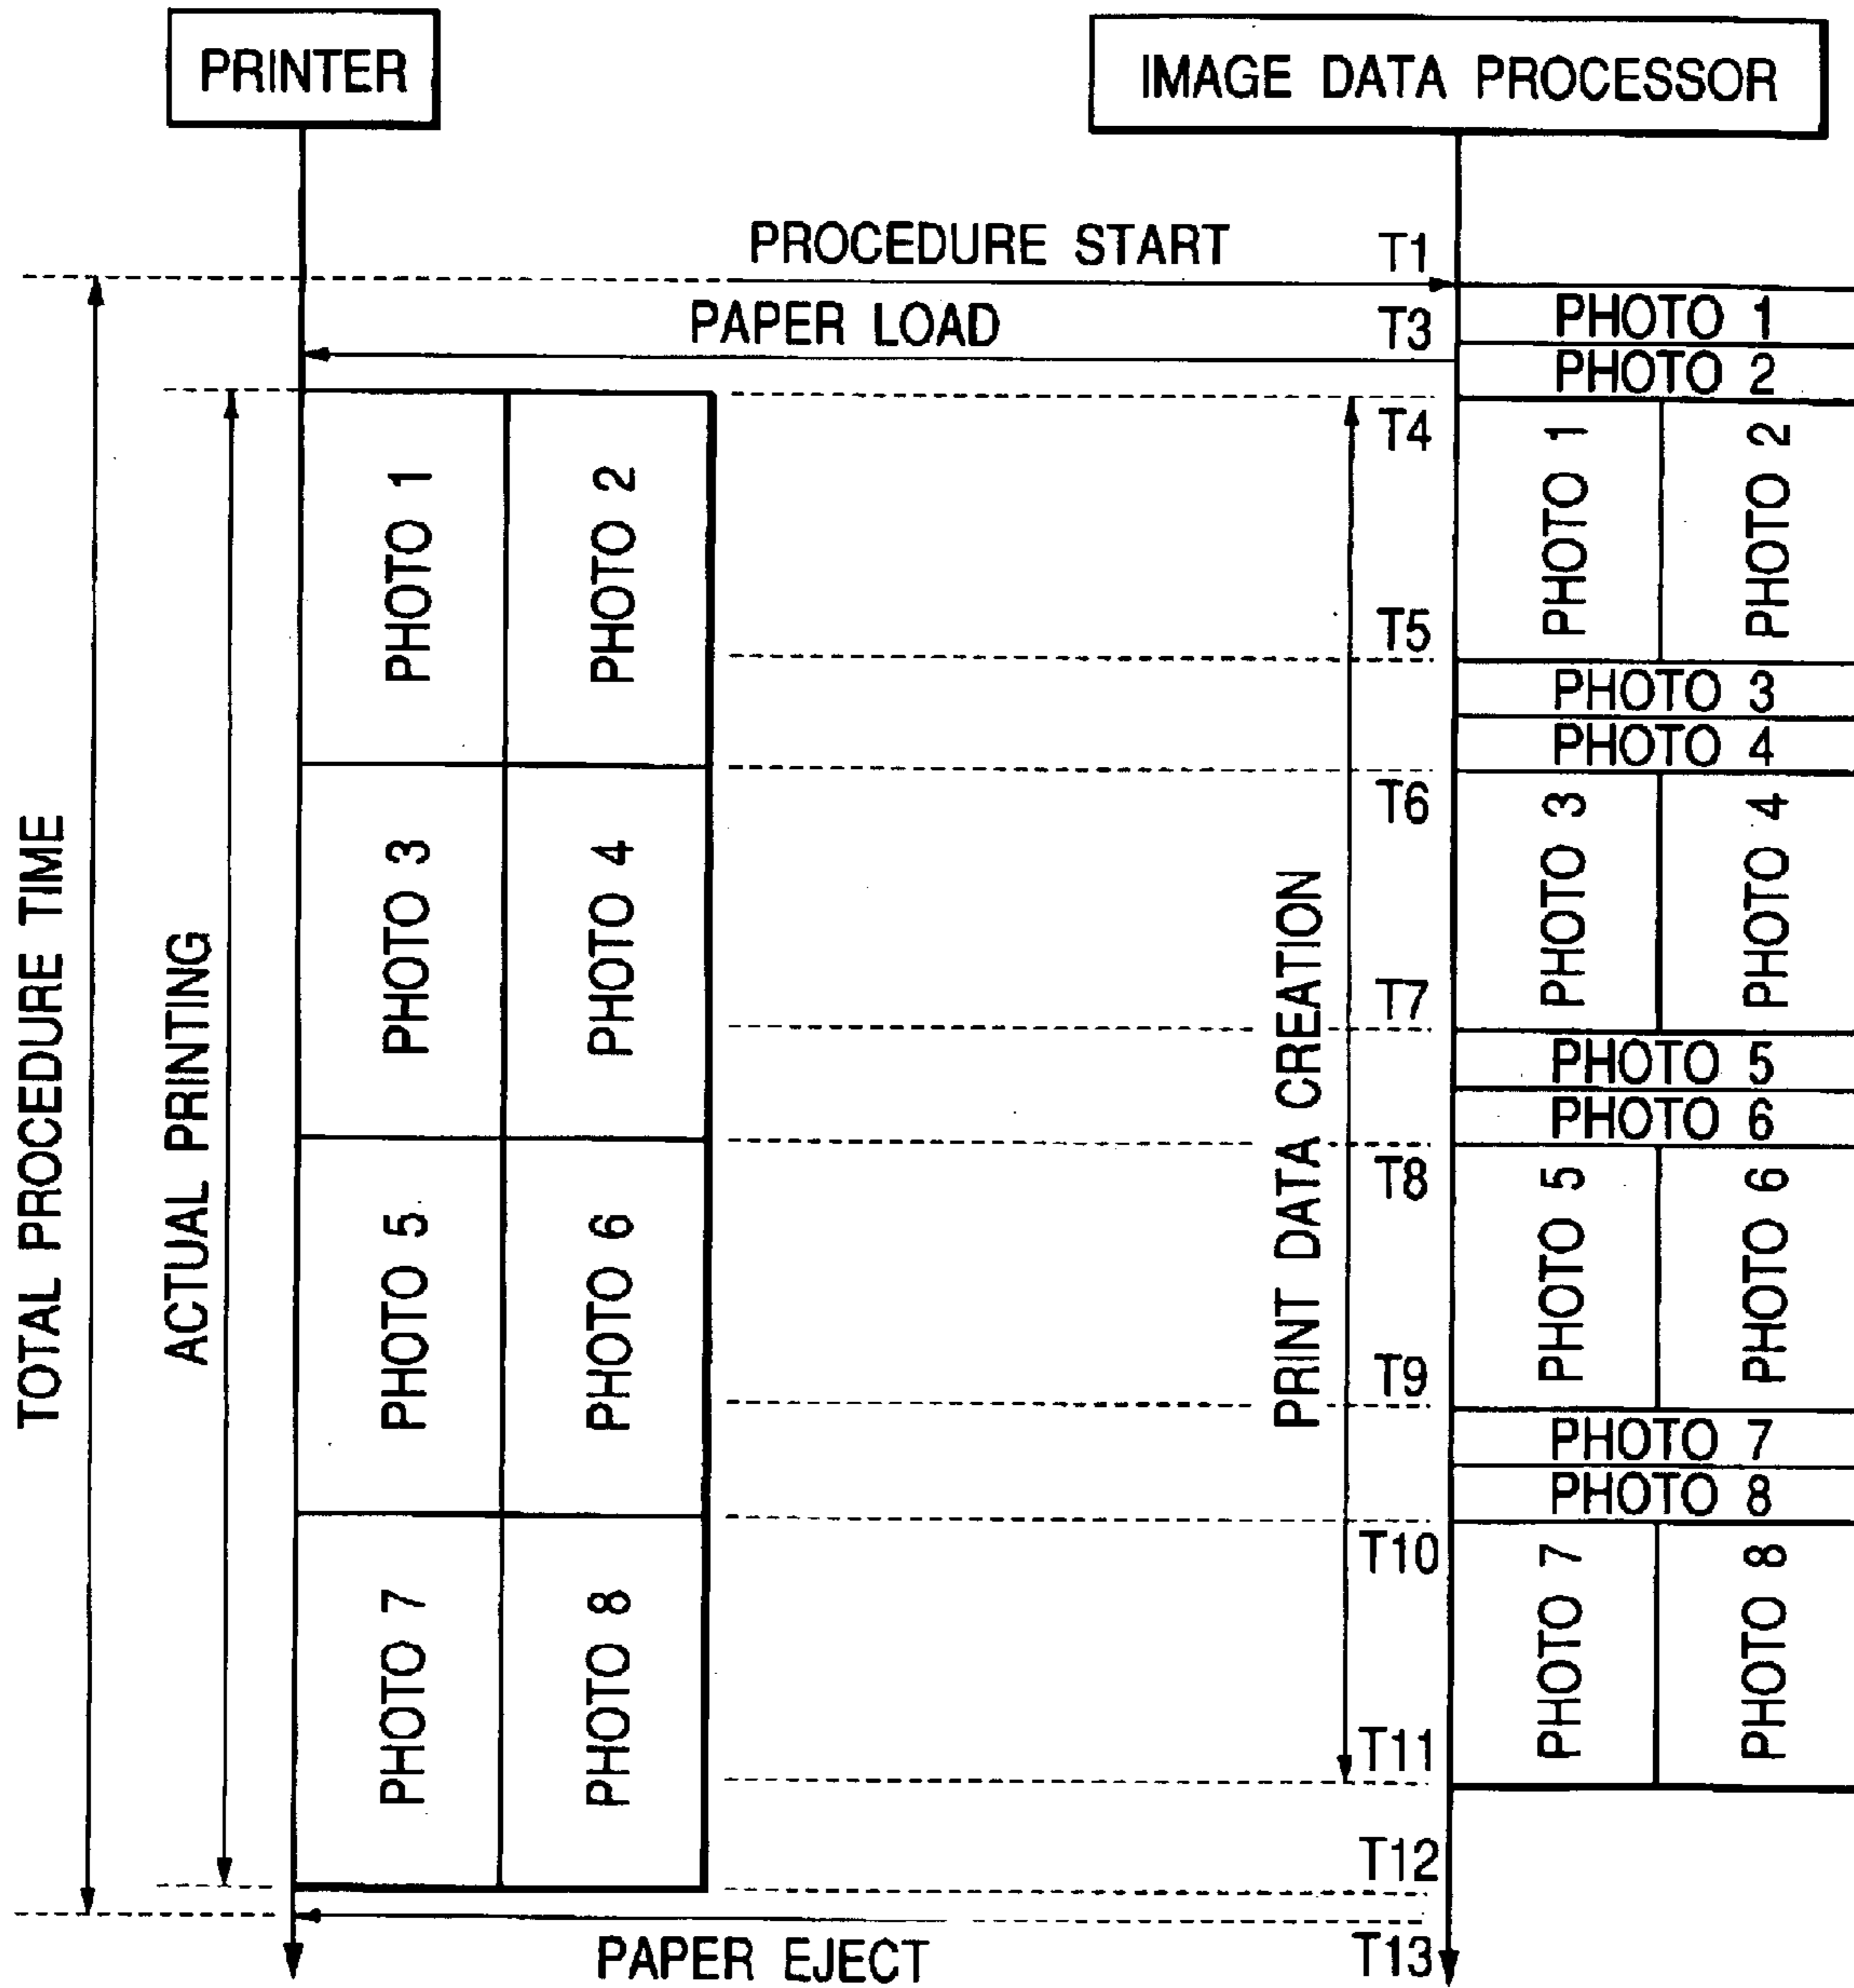 PRINTER
IMAGE DATA PROCESSOR
PROCEDURE START
T1
PHOTO 1
PAPER LOAD
T3
PHOTO 2
T4
PHOTO 1
PHOTO 2
PHOTO 1
PHOTO 2
T5
PHOTO 3
PHOTO 4
T6
PHOTO 3
PHOTO 4
PHOTO 3
PHOTO 4
T7
PHOTO 5
PHOTO 6
TOTAL PROCEDURE TIME
ACTUAL PRINTING
PRINT DATA CREATION
T8
PHOTO 5
PHOTO 6
PHOTO 5
PHOTO 6
T9
PHOTO 7
PHOTO 8
T10
PHOTO 7
PHOTO 8
PHOTO 7
PHOTO 8
T11
T12
PAPER EJECT
T13